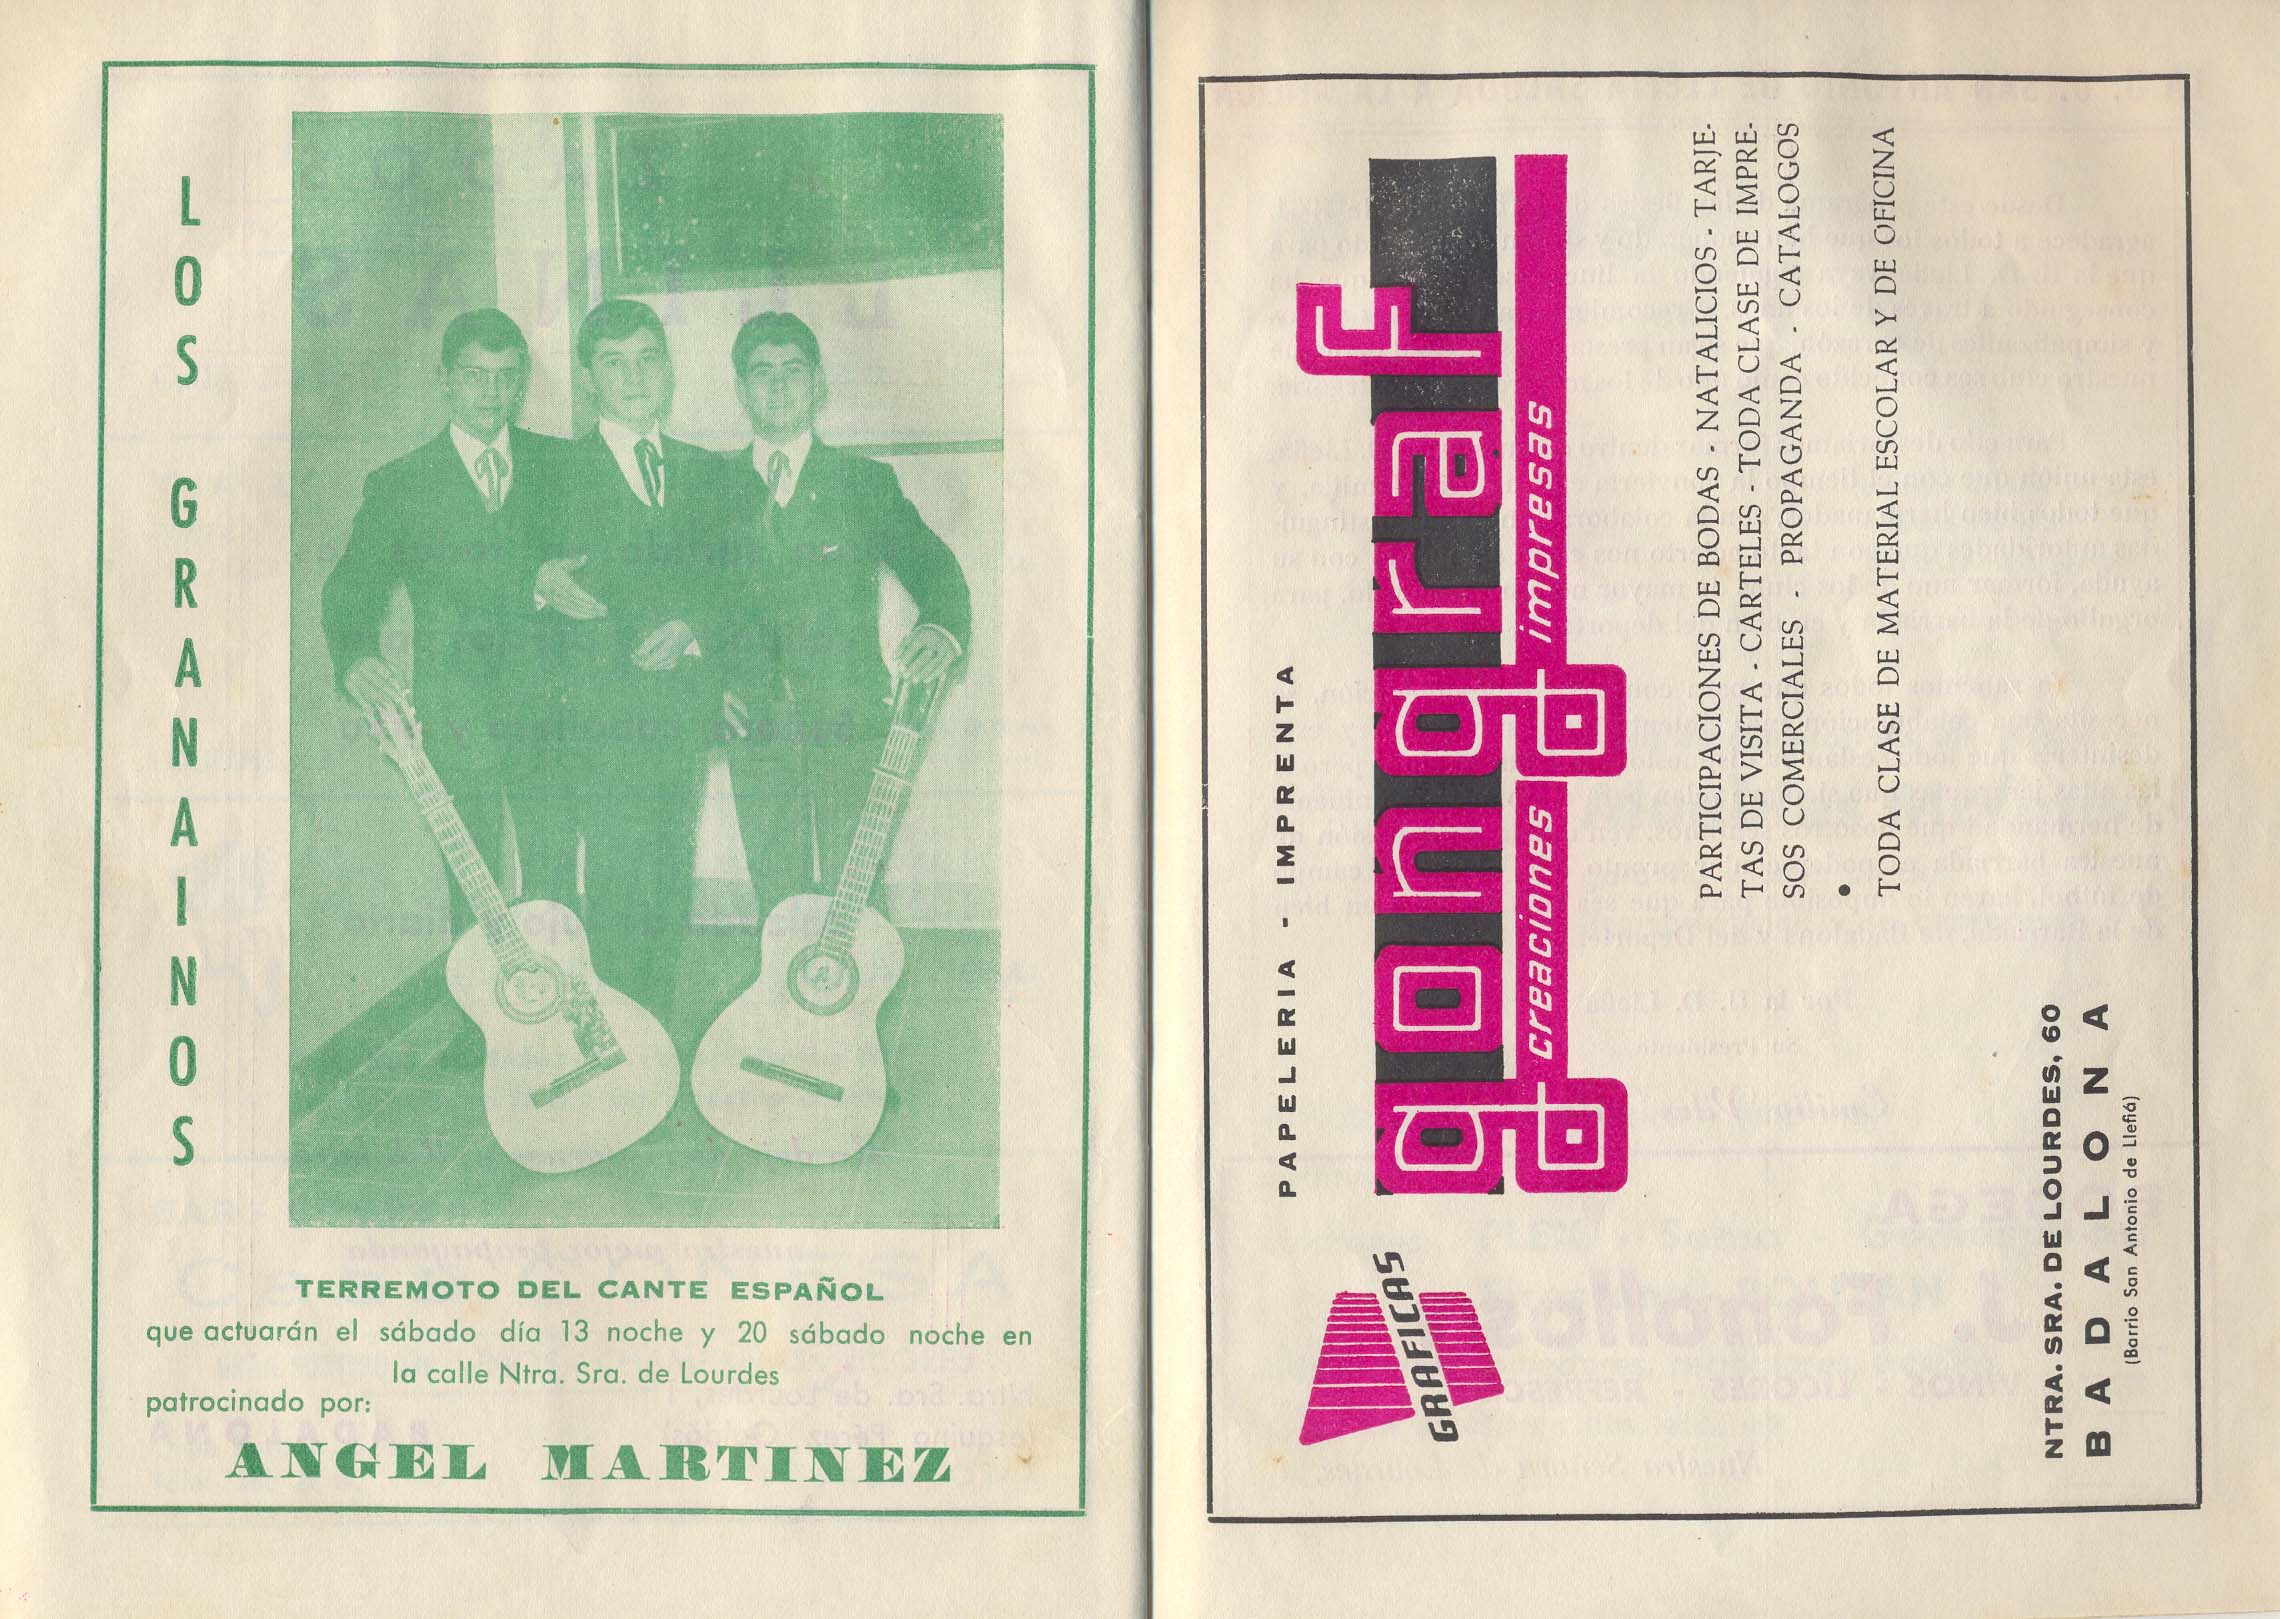 LOS GRANAINOS
TERREMOTO DEL CANTE ESPAÑOL
que actuarán el sábado día 13 noche y 20 sábado noche en
la calle Ntra. Sra. de Lourdes
patrocinado por:
ANGEL MARTINEZ
PAPELERIA - IMPRENTA
GRAFICAS
gongraf
creaciones impresas
PARTICIPACIONES DE BODAS - NATALICIOS - TARJE-
TAS DE VISITA - CARTELES - TODA CLASE DE IMPRE-
SOS COMERCIALES - PROPAGANDA - CATALOGOS
•
TODA CLASE DE MATERIAL ESCOLAR Y DE OFICINA
NTRA. SRA. DE LOURDES, 60
BADALONA
(Barrio San Antonio de Llefiá)